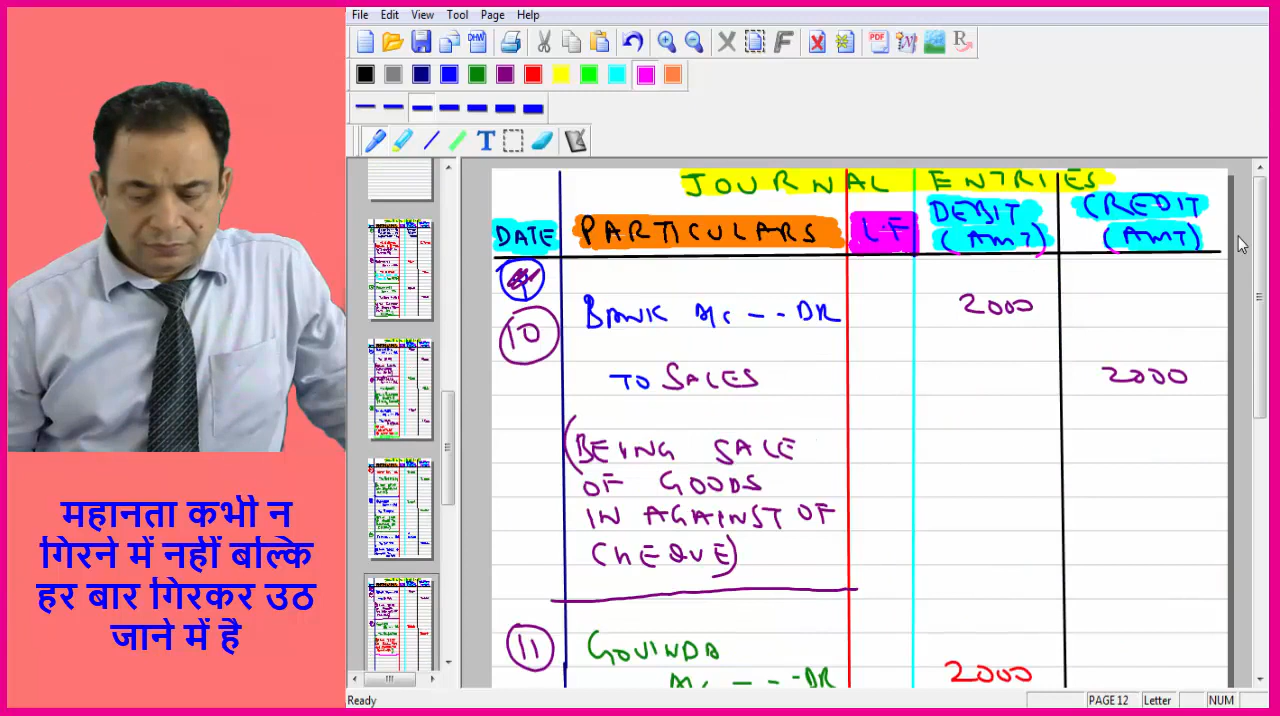 File Edit View Tool Page Help
DHW
PDF
JOURNAL ENTRIES
DATE PARTICULARS L.F DEBIT (AMT) CREDIT (AMT)
10 BANK A/c --- DR 2000
TO SALES 2000
(BEING SALE
OF GOODS
IN AGAINST OF
ChEQUE)
11 GOVINDA
A/c --- DR 2000
महानता कभी न
गिरने में नहीं बल्कि
हर बार गिरकर उठ
जाने में है
Ready PAGE 12 Letter NUM